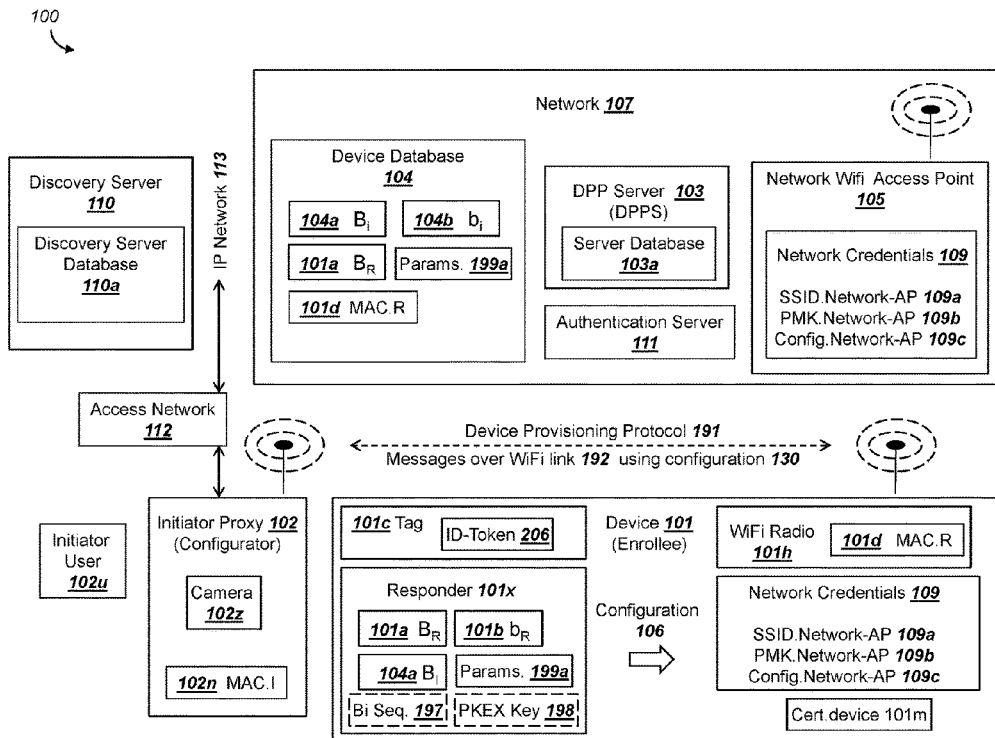 100
Network 107
Discovery Server
110
Discovery Server
Database
110a
IP Network 113
Device Database
104
104a Bi
104b bi
101a BR
Params. 199a
101d MAC.R
DPP Server 103
(DPPS)
Server Database
103a
Authentication Server
111
Network Wifi Access Point
105
Network Credentials 109
SSID.Network-AP 109a
PMK.Network-AP 109b
Config.Network-AP 109c
Access Network
112
Device Provisioning Protocol 191
Messages over WiFi link 192 using configuration 130
Initiator
User
102u
Initiator Proxy 102
(Configurator)
Camera
102z
102n MAC.I
101c Tag
ID-Token 206
Device 101
(Enrollee)
WiFi Radio
101h
101d MAC.R
Responder 101x
101a BR
101b bR
104a BI
Params. 199a
Bi Seq. 197
PKEX Key 198
Configuration
106
Network Credentials 109
SSID.Network-AP 109a
PMK.Network-AP 109b
Config.Network-AP 109c
Cert.device 101m